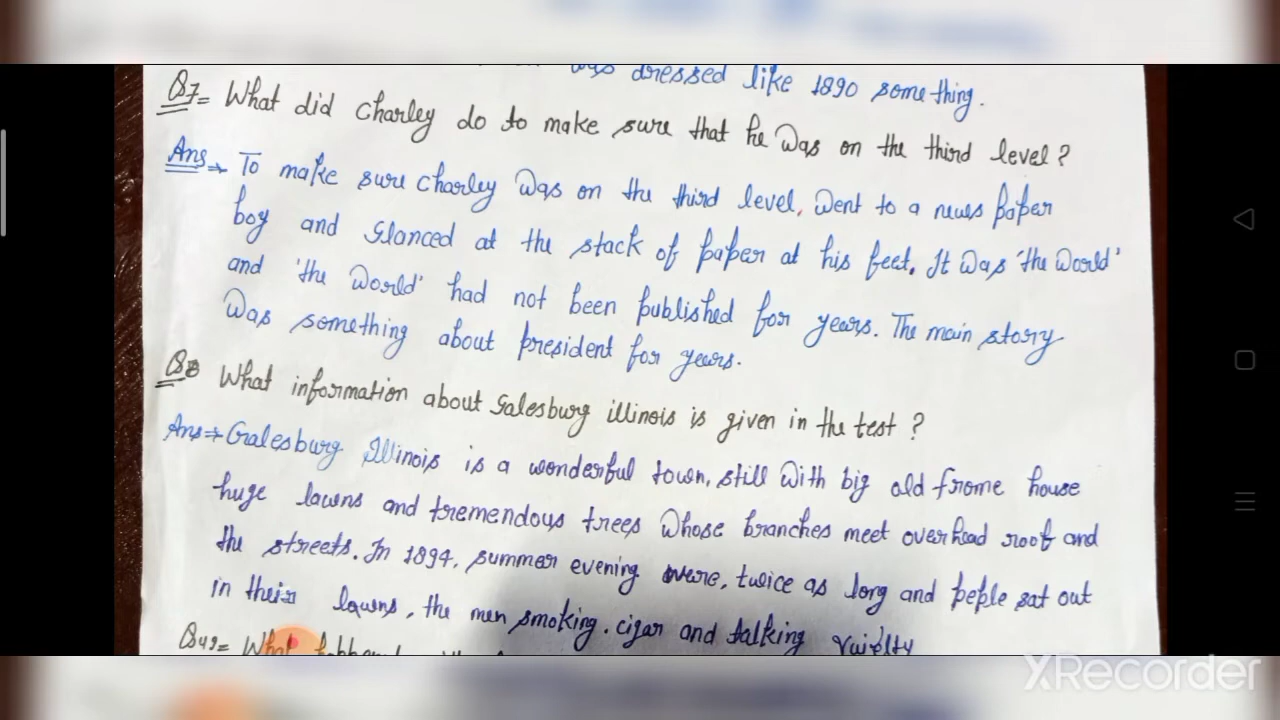 was dressed like 1890 something.
Q7= What did Charley do to make sure that he was on the third level?
Ans→ To make sure Charley was on the third level, went to a news paper
boy and Glanced at the stack of paper at his feet. It was 'the World'
and 'the World' had not been published for years. The main story
Was something about president for years.
Q8 What information about Galesburg illinois is given in the test?
Ans→ Gralesburg Illinois is a wonderful town, still With big old frome house
huge lawns and tremendous trees whose branches meet overhead roof and
the streets. In 1894, summer evening were, twice as long and peple sat out
in their lawns, the men smoking. cigar and talking
What
XRecorder